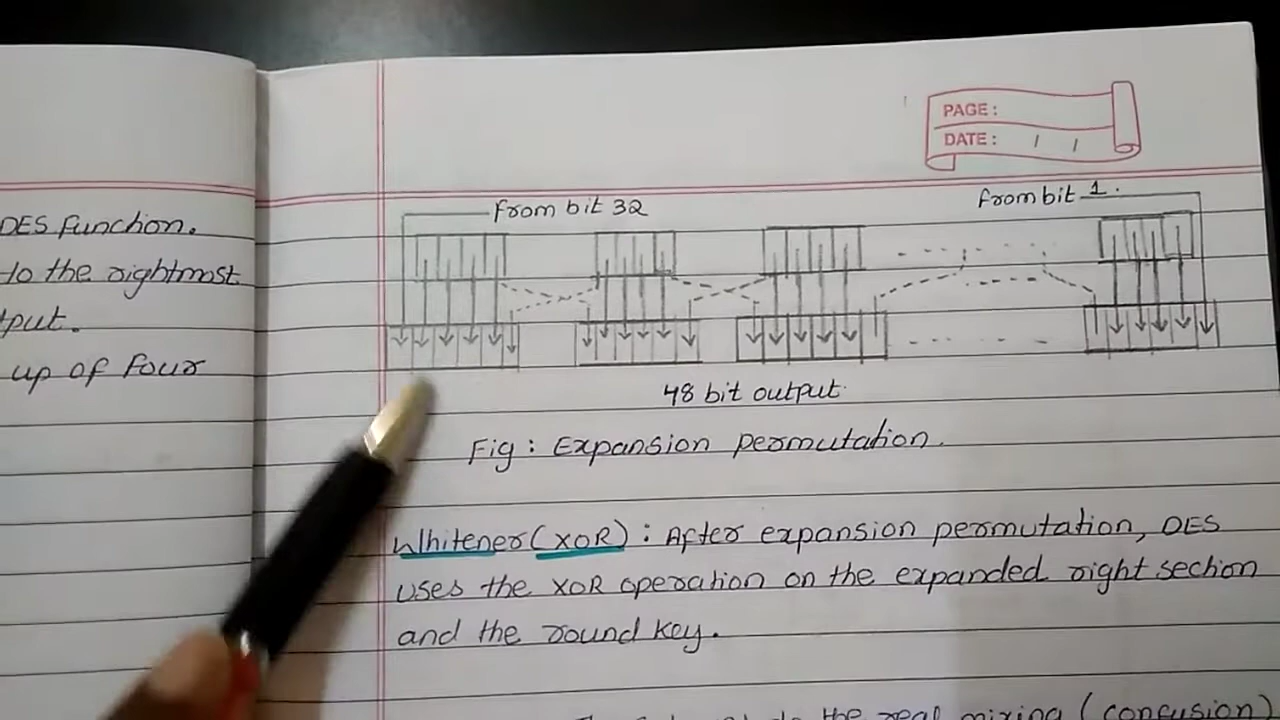 DES function.
to the rightmost
tput.
up of four
PAGE:
DATE: / /
from bit 32
from bit 1.
48 bit output.
Fig: Expansion permutation.
Whitener (XOR): After expansion permutation, DES
uses the XOR operation on the expanded right section
and the round key.
the real mixing (confusion)